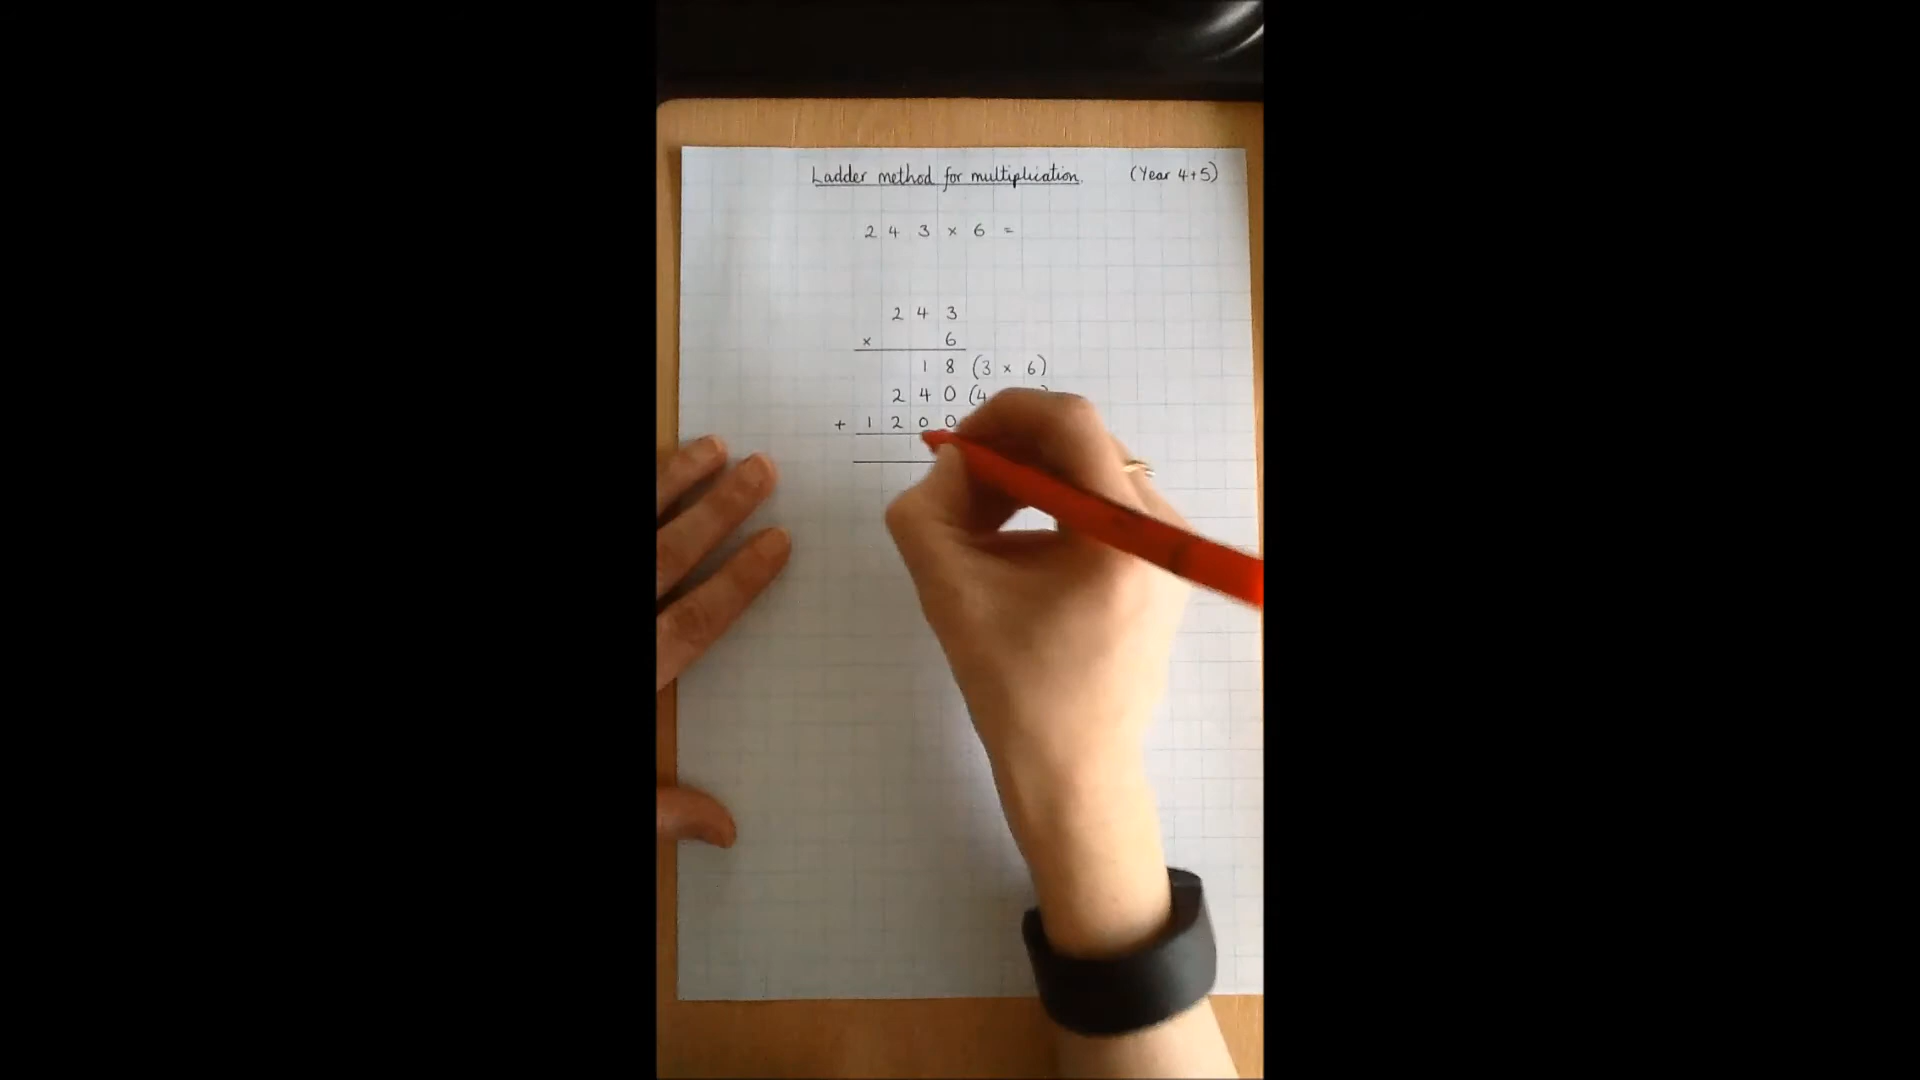 Ladder method for multiplication. (Year 4+5)
2 4 3 × 6 =
2 4 3
× 6
1 8 (3 × 6)
2 4 0 (4
+ 1 2 0 0